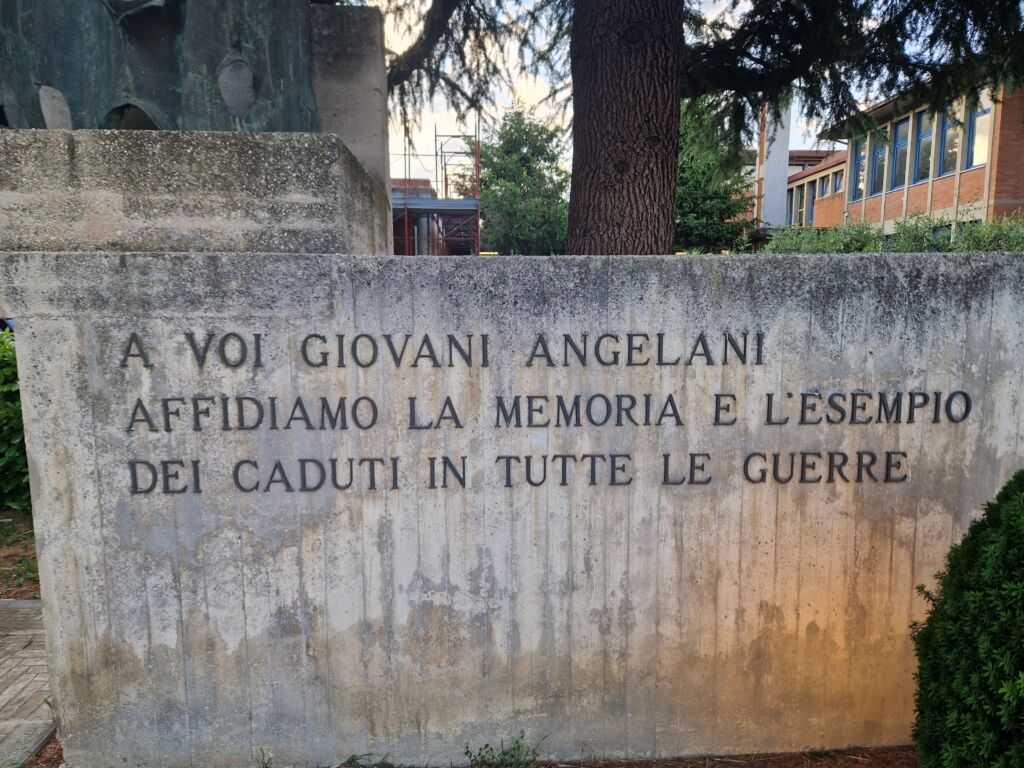 A VOI GIOVANI ANGELANI
AFFIDIAMO LA MEMORIA E L'ESEMPIO
DEI CADUTI IN TUTTE LE GUERRE